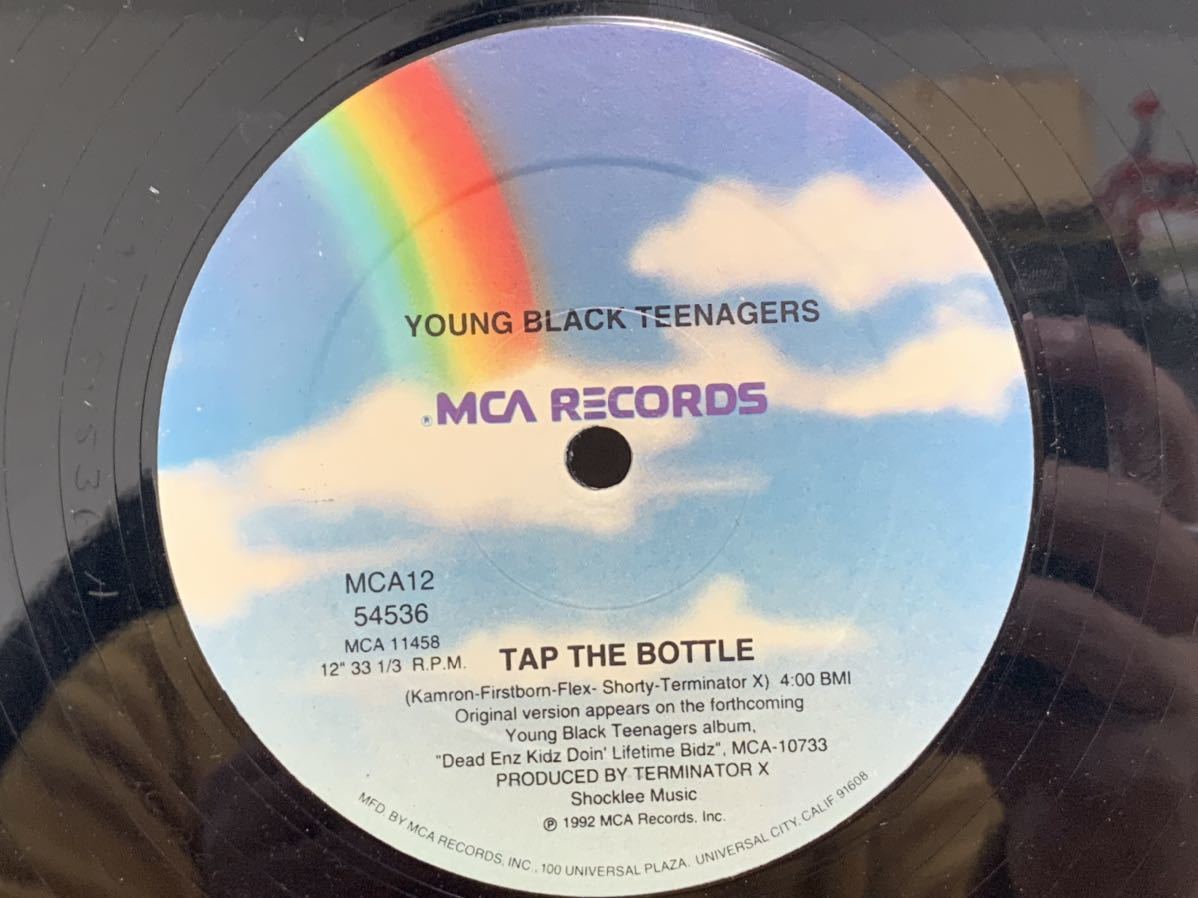 YOUNG BLACK TEENAGERS
® MCA RECORDS
MCA12
54536
MCA 11458
12" 33 1/3 R.P.M.
TAP THE BOTTLE
(Kamron-Firstborn-Flex- Shorty-Terminator X) 4:00 BMI
Original version appears on the forthcoming
Young Black Teenagers album,
"Dead Enz Kidz Doin' Lifetime Bidz", MCA-10733
PRODUCED BY TERMINATOR X
Shocklee Music
℗ 1992 MCA Records, Inc.
MFD. BY MCA RECORDS, INC., 100 UNIVERSAL PLAZA. UNIVERSAL CITY, CALIF. 91608